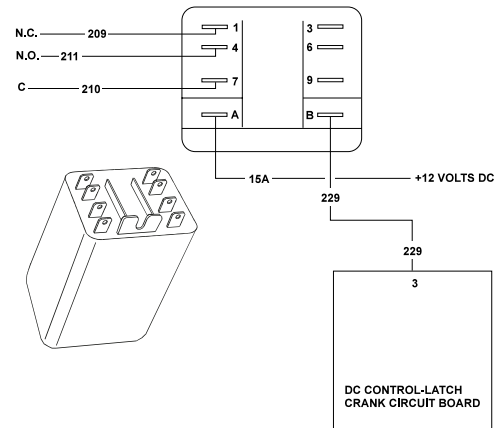 N.C. 209 1 3
N.O. 211 4 6
C 210 7 9
A B
15A +12 VOLTS DC
229
229
3
DC CONTROL-LATCH
CRANK CIRCUIT BOARD